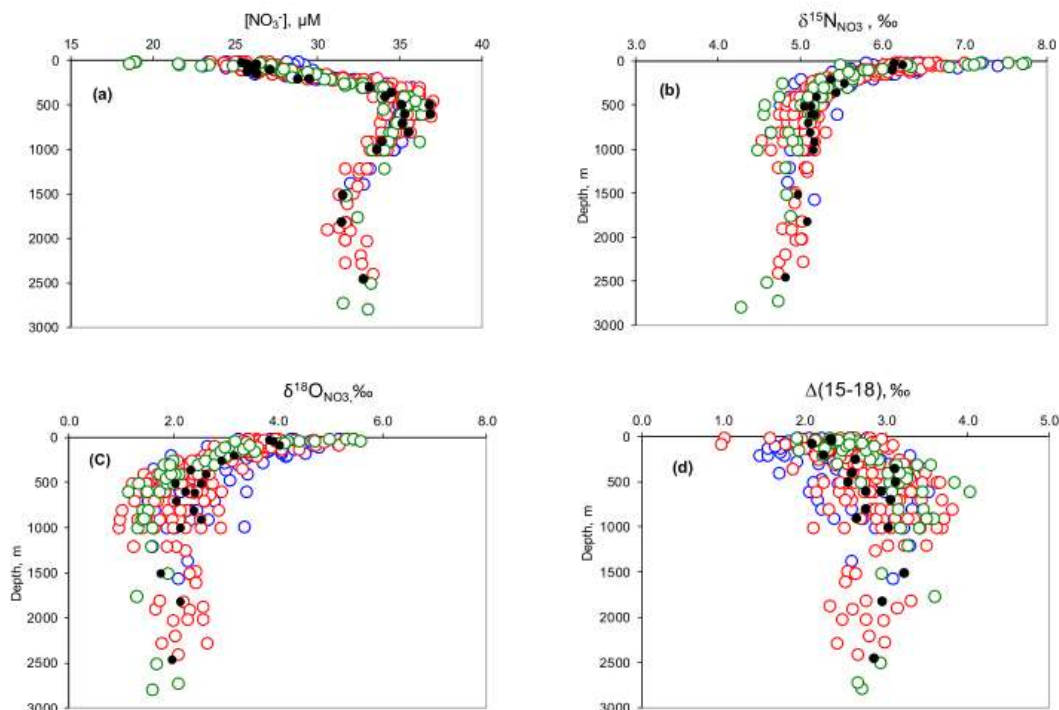 [NO₃⁻], µM
15 20 25 30 35 40
0
500
1000
1500
2000
2500
3000
(a)
δ¹⁵N_NO3 , ‰
3.0 4.0 5.0 6.0 7.0 8.0
0
500
1000
1500
2000
2500
3000
Depth, m
(b)
δ¹⁸O_NO3,‰
0.0 2.0 4.0 6.0 8.0
0
500
1000
1500
2000
2500
3000
Depth, m
(C)
Δ(15-18), ‰
0.0 1.0 2.0 3.0 4.0 5.0
0
500
1000
1500
2000
2500
3000
Depth, m
(d)